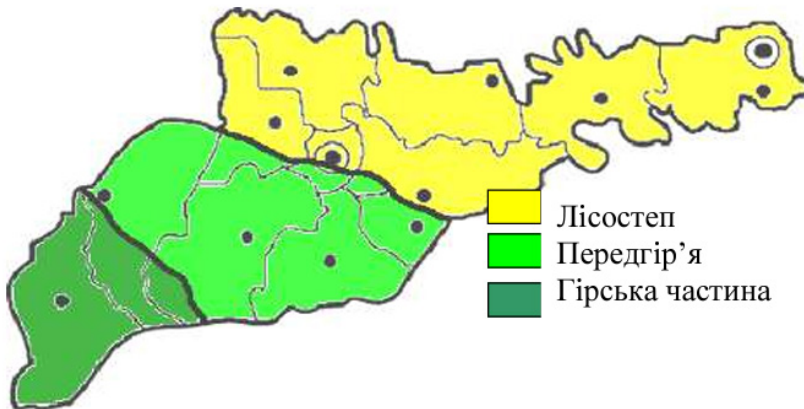 Лісостеп
Передгір’я
Гірська частина